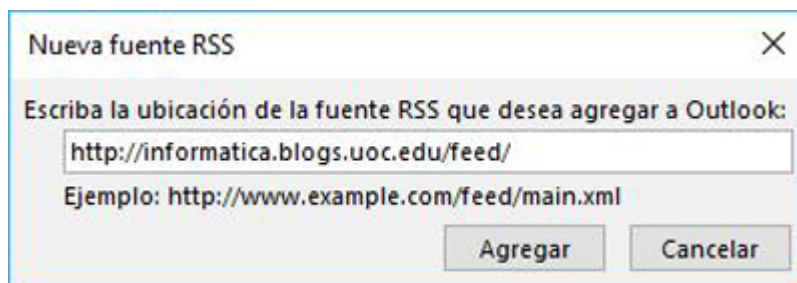 Nueva fuente RSS
Escriba la ubicación de la fuente RSS que desea agregar a Outlook:
http://informatica.blogs.uoc.edu/feed/
Ejemplo: http://www.example.com/feed/main.xml
Agregar Cancelar